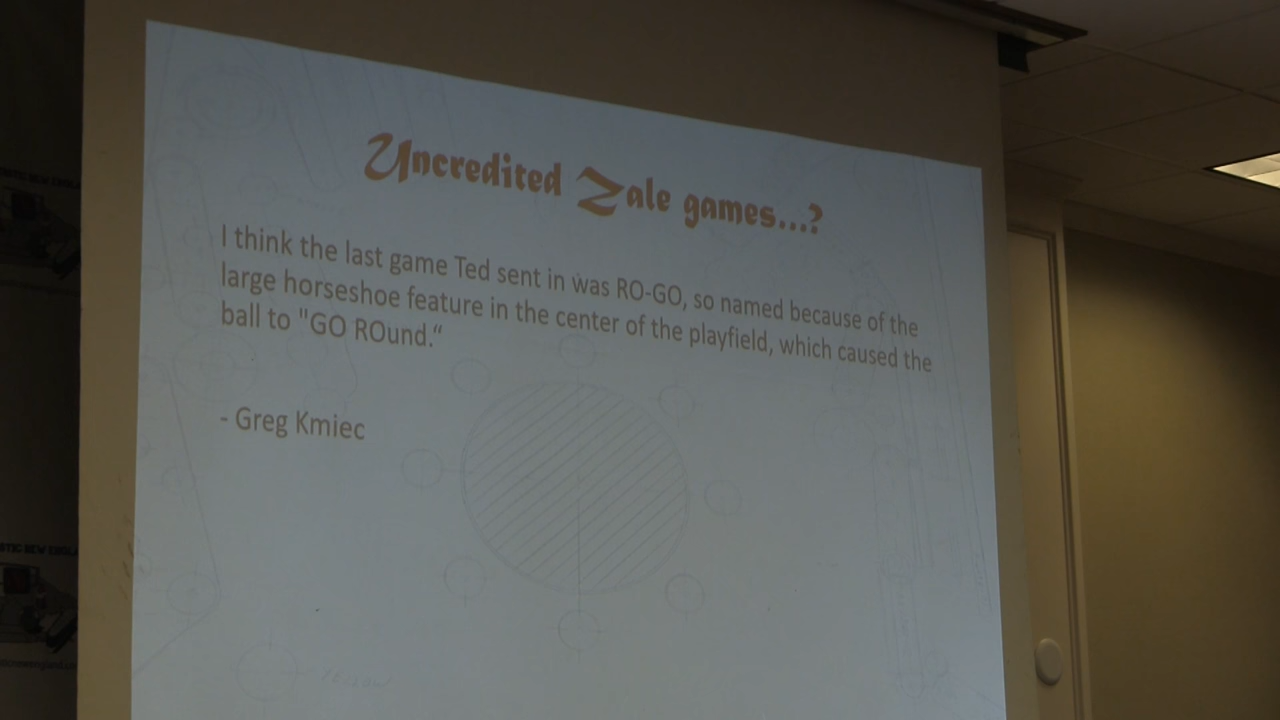 Uncredited Zale games...?
I think the last game Ted sent in was RO-GO, so named because of the
large horseshoe feature in the center of the playfield, which caused the
ball to "GO ROund.“
- Greg Kmiec